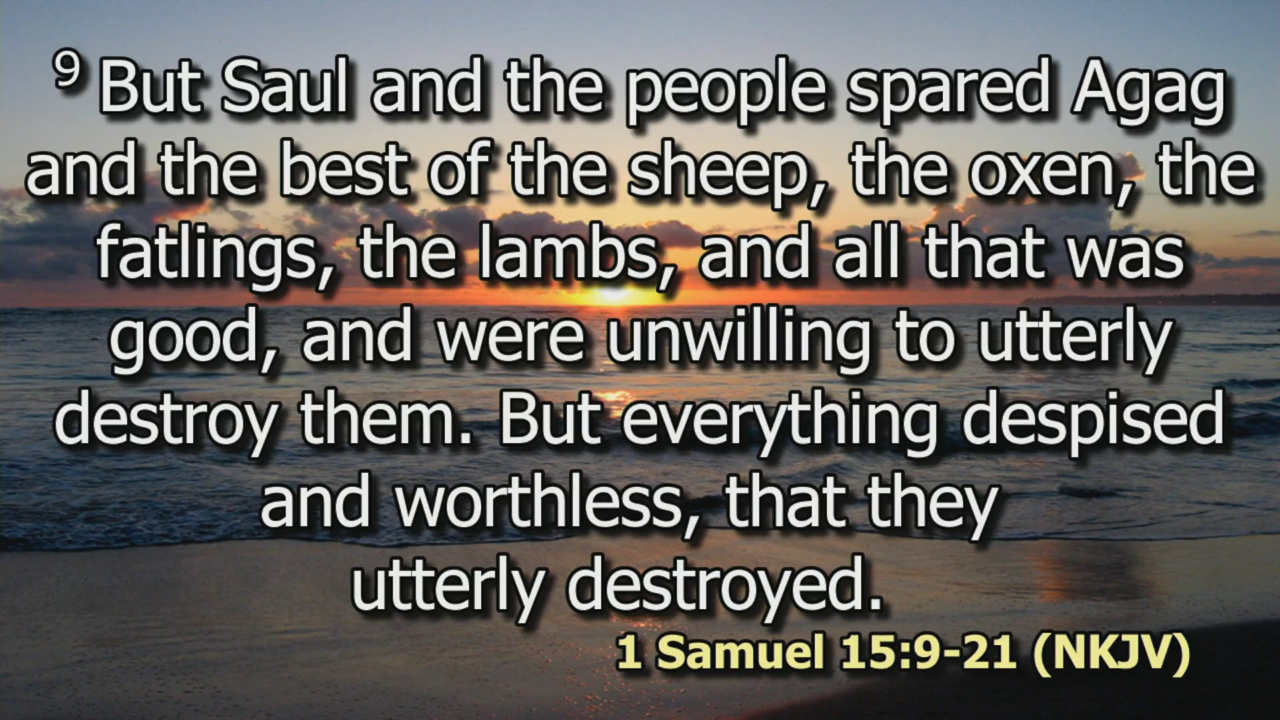 9 But Saul and the people spared Agag
and the best of the sheep, the oxen, the
fatlings, the lambs, and all that was
good, and were unwilling to utterly
destroy them. But everything despised
and worthless, that they
utterly destroyed.
1 Samuel 15:9-21 (NKJV)